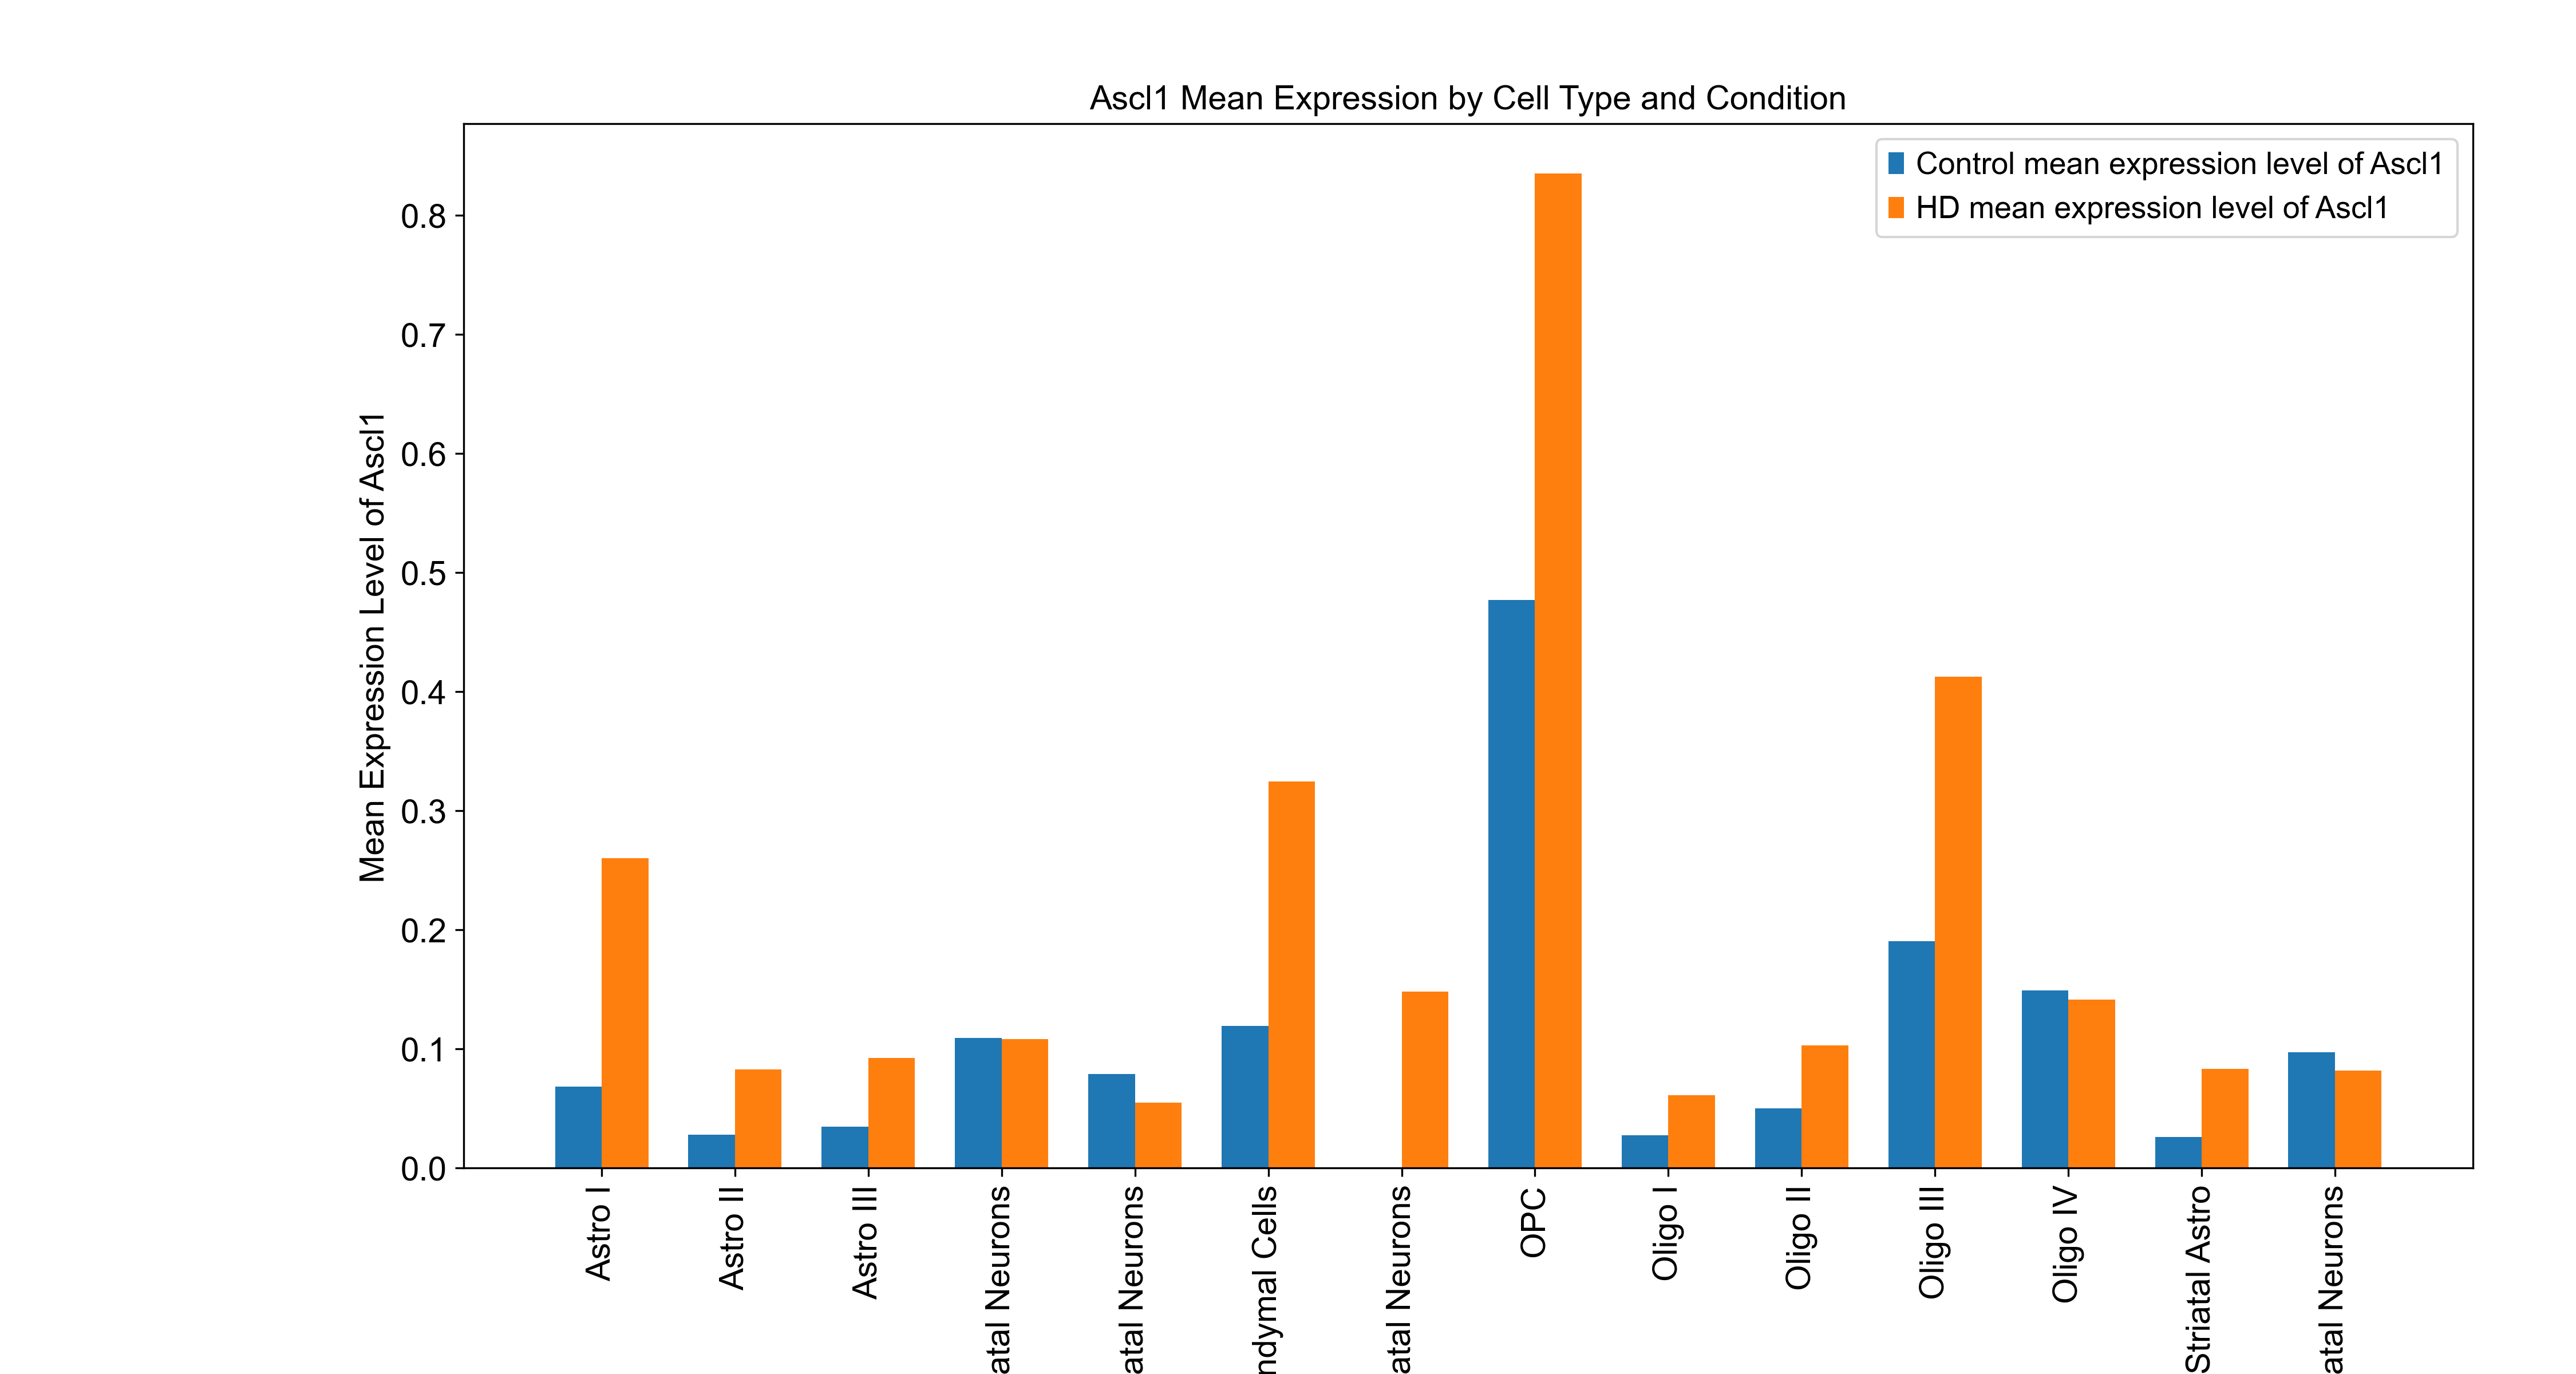 Ascl1 Mean Expression by Cell Type and Condition
Control mean expression level of Ascl1
HD mean expression level of Ascl1
Mean Expression Level of Ascl1
0.8
0.7
0.6
0.5
0.4
0.3
0.2
0.1
0.0
Astro I
Astro II
Astro III
atal Neurons
atal Neurons
ndymal Cells
atal Neurons
OPC
Oligo I
Oligo II
Oligo III
Oligo IV
Striatal Astro
atal Neurons